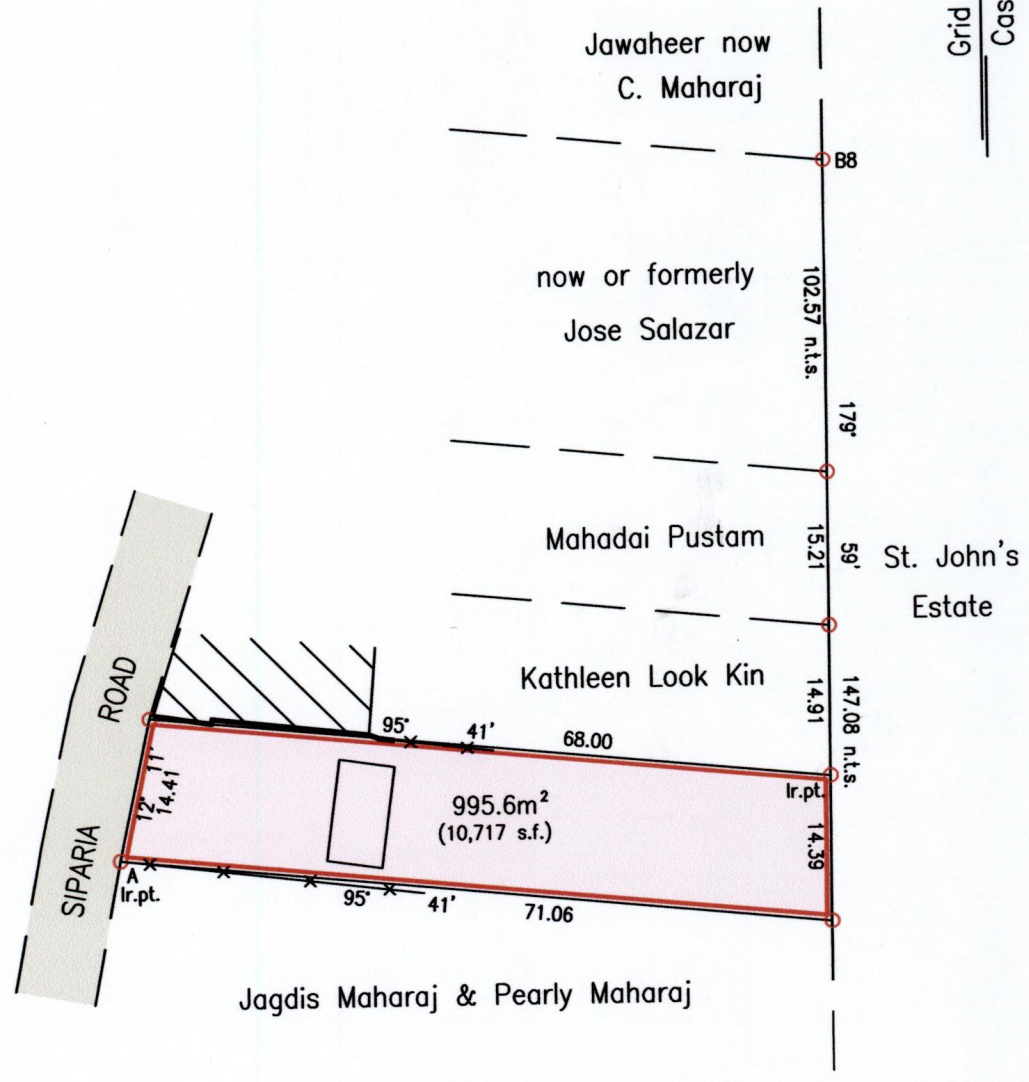 Grid
Cas
Jawaheer now
C. Maharaj
B8
now or formerly
Jose Salazar
102.57 n.t.s.
179°
59'
Mahadai Pustam
15.21
St. John's
Estate
Kathleen Look Kin
14.91
147.08 n.t.s.
ROAD
SIPARIA
95° 41' 68.00
Ir.pt.
11'
12°
14.41
995.6m²
(10,717 s.f.)
14.39
A
Ir.pt.
95° 41' 71.06
Jagdis Maharaj & Pearly Maharaj